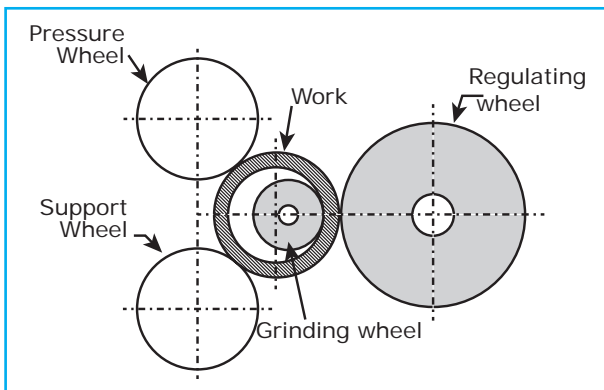 Pressure
Wheel
Work
Regulating
wheel
Support
Wheel
Grinding wheel